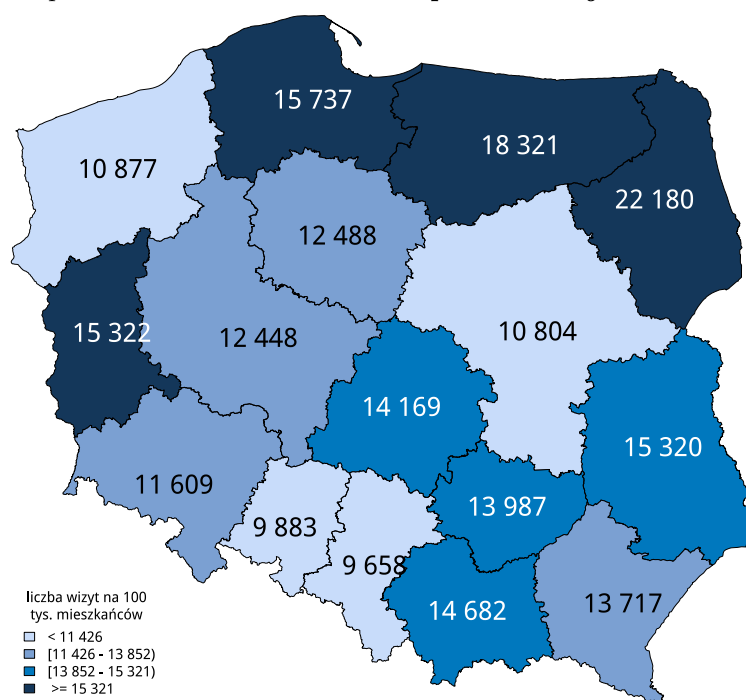 15 737
18 321
10 877
22 180
12 488
15 322
12 448
10 804
14 169
15 320
11 609
13 987
9 883
9 658
13 717
14 682
liczba wizyt na 100
tys. mieszkańców
< 11 426
[11 426 - 13 852)
[13 852 - 15 321)
>= 15 321